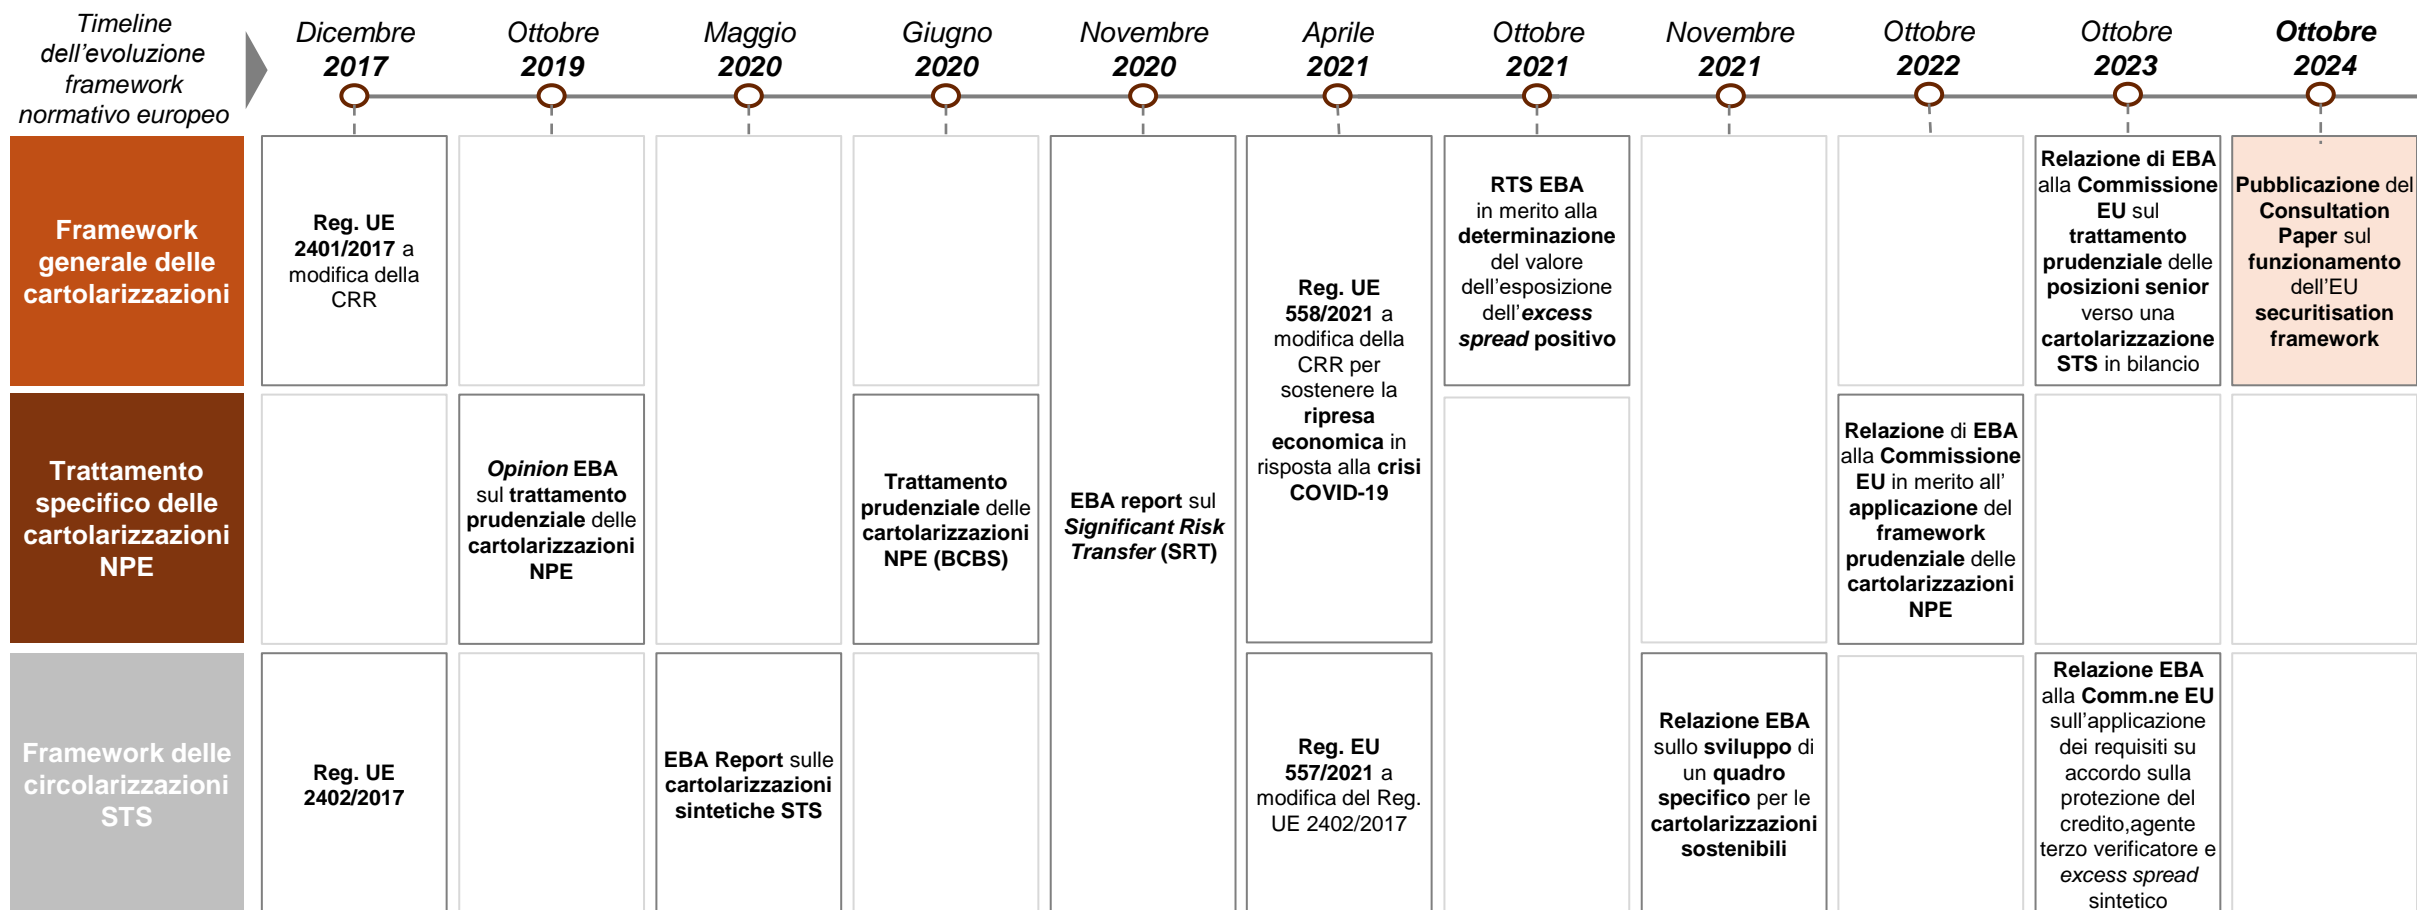 Timeline
dell'evoluzione
framework
normativo europeo
Dicembre
2017
Ottobre
2019
Maggio
2020
Giugno
2020
Novembre
2020
Aprile
2021
Ottobre
2021
Novembre
2021
Ottobre
2022
Ottobre
2023
Ottobre
2024
Framework
generale delle
cartolarizzazioni
Reg. UE
2401/2017 a
modifica della
CRR
Reg. UE
558/2021 a
modifica della
CRR per
sostenere la
ripresa
economica in
risposta alla crisi
COVID-19
RTS EBA
in merito alla
determinazione
del valore
dell'esposizione
dell'excess
spread positivo
Relazione di EBA
alla Commissione
EU sul
trattamento
prudenziale delle
posizioni senior
verso una
cartolarizzazione
STS in bilancio
Pubblicazione del
Consultation
Paper sul
funzionamento
dell'EU
securitisation
framework
Trattamento
specifico delle
cartolarizzazioni
NPE
Opinion EBA
sul trattamento
prudenziale delle
cartolarizzazioni
NPE
Trattamento
prudenziale delle
cartolarizzazioni
NPE (BCBS)
EBA report sul
Significant Risk
Transfer (SRT)
Relazione di EBA
alla Commissione
EU in merito all'
applicazione del
framework
prudenziale delle
cartolarizzazioni
NPE
Framework delle
circolarizzazioni
STS
Reg. UE
2402/2017
EBA Report sulle
cartolarizzazioni
sintetiche STS
Reg. EU
557/2021 a
modifica del Reg.
UE 2402/2017
Relazione EBA
sullo sviluppo di
un quadro
specifico per le
cartolarizzazioni
sostenibili
Relazione EBA
alla Comm.ne EU
sull'applicazione
dei requisiti su
accordo sulla
protezione del
credito,agente
terzo verificatore e
excess spread
sintetico